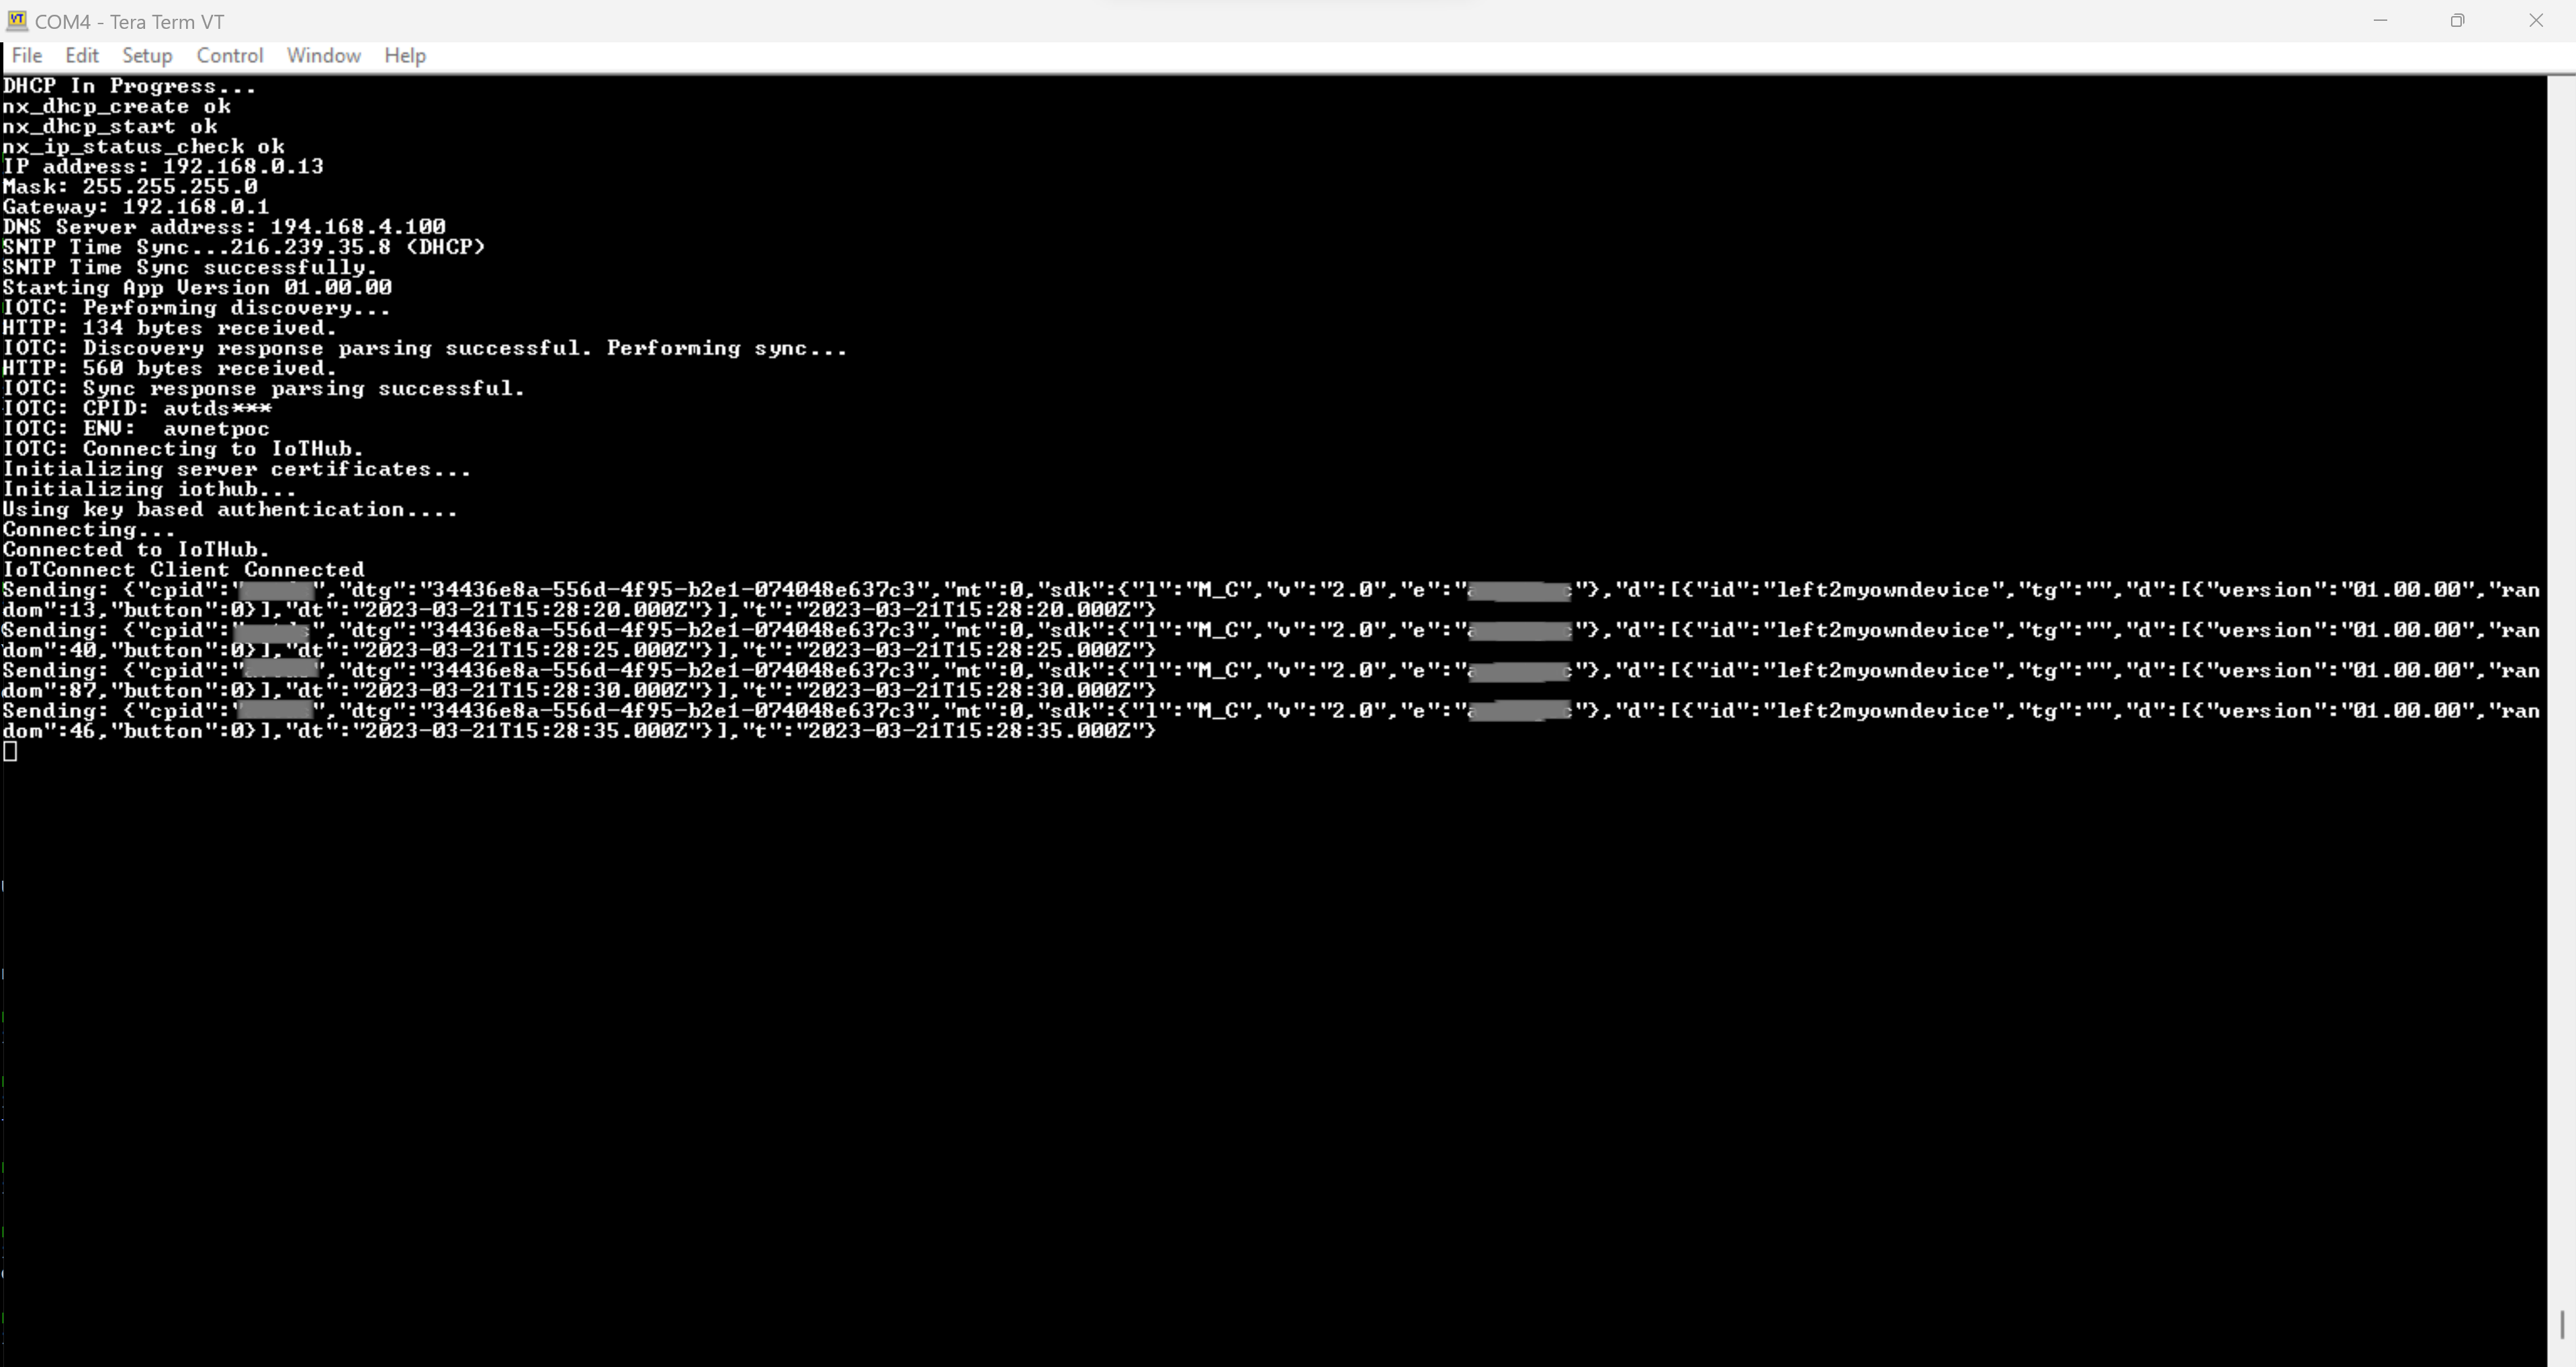 COM4 - Tera Term VT
File Edit Setup Control Window Help
DHCP In Progress...
nx_dhcp_create ok
nx_dhcp_start ok
nx_ip_status_check ok
IP address: 192.168.0.13
Mask: 255.255.255.0
Gateway: 192.168.0.1
DNS Server address: 194.168.4.100
SNTP Time Sync...216.239.35.8 (DHCP)
SNTP Time Sync successfully.
Starting App Version 01.00.00
IOTC: Performing discovery...
HTTP: 134 bytes received.
IOTC: Discovery response parsing successful. Performing sync...
HTTP: 560 bytes received.
IOTC: Sync response parsing successful.
IOTC: CPID: avtds***
IOTC: ENV:  avnetpoc
IOTC: Connecting to IoTHub.
Initializing server certificates...
Initializing iothub...
Using key based authentication....
Connecting...
Connected to IoTHub.
IoTConnect Client Connected
Sending: {"cpid":"","dtg":"34436e8a-556d-4f95-b2e1-074048e637c3","mt":0,"sdk":{"l":"M_C","v":"2.0","e":""},"d":[{"id":"left2myowndevice","tg":"","d":[{"version":"01.00.00","ran
dom":13,"button":0}],"dt":"2023-03-21T15:28:20.000Z"}],"t":"2023-03-21T15:28:20.000Z"}
Sending: {"cpid":"","dtg":"34436e8a-556d-4f95-b2e1-074048e637c3","mt":0,"sdk":{"l":"M_C","v":"2.0","e":""},"d":[{"id":"left2myowndevice","tg":"","d":[{"version":"01.00.00","ran
dom":40,"button":0}],"dt":"2023-03-21T15:28:25.000Z"}],"t":"2023-03-21T15:28:25.000Z"}
Sending: {"cpid":"","dtg":"34436e8a-556d-4f95-b2e1-074048e637c3","mt":0,"sdk":{"l":"M_C","v":"2.0","e":""},"d":[{"id":"left2myowndevice","tg":"","d":[{"version":"01.00.00","ran
dom":87,"button":0}],"dt":"2023-03-21T15:28:30.000Z"}],"t":"2023-03-21T15:28:30.000Z"}
Sending: {"cpid":"","dtg":"34436e8a-556d-4f95-b2e1-074048e637c3","mt":0,"sdk":{"l":"M_C","v":"2.0","e":""},"d":[{"id":"left2myowndevice","tg":"","d":[{"version":"01.00.00","ran
dom":46,"button":0}],"dt":"2023-03-21T15:28:35.000Z"}],"t":"2023-03-21T15:28:35.000Z"}